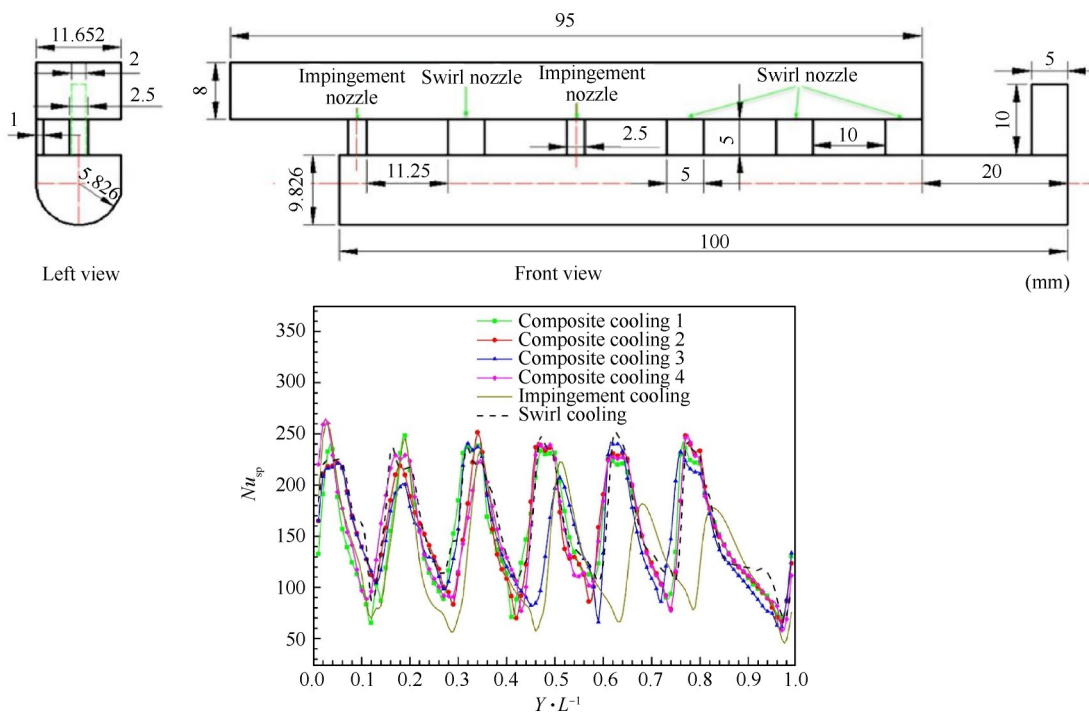 11.652
2
2.5
1
5.826
Left view
95
8
Impingement
nozzle
Swirl nozzle
Impingement
nozzle
Swirl nozzle
5
10
2.5
5
10
11.25
5
20
9.826
100
Front view
(mm)
350
300
250
200
150
100
50
Nu_sp
Composite cooling 1
Composite cooling 2
Composite cooling 3
Composite cooling 4
Impingement cooling
Swirl cooling
0.0 0.1 0.2 0.3 0.4 0.5 0.6 0.7 0.8 0.9 1.0
Y · L⁻¹